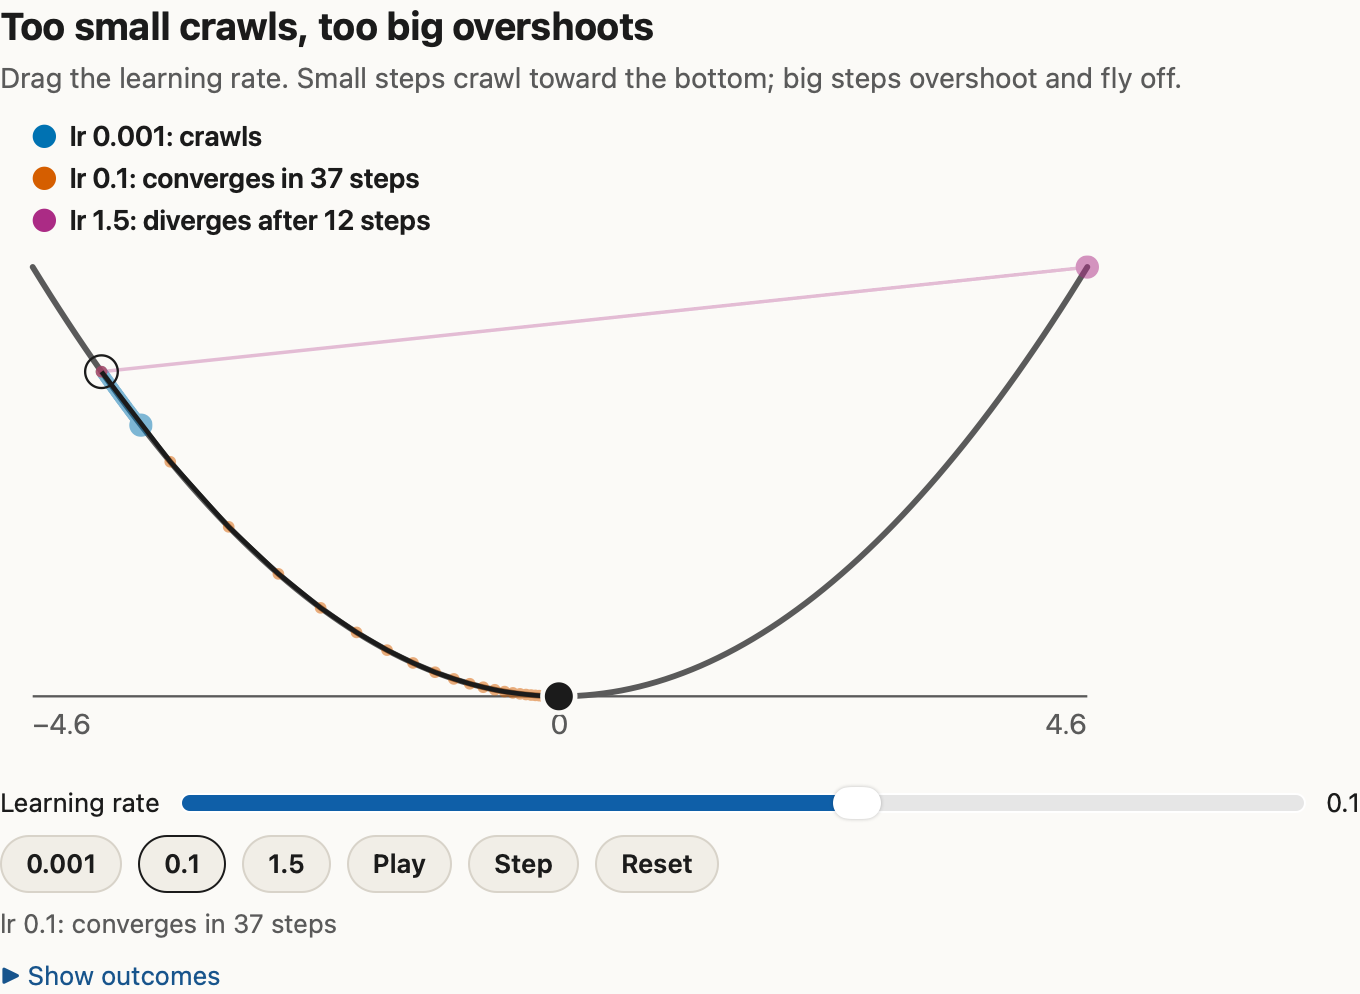 Too small crawls, too big overshoots
Drag the learning rate. Small steps crawl toward the bottom; big steps overshoot and fly off.
lr 0.001: crawls
lr 0.1: converges in 37 steps
lr 1.5: diverges after 12 steps
−4.6 0 4.6
Learning rate 0.1
0.001 0.1 1.5 Play Step Reset
lr 0.1: converges in 37 steps
Show outcomes